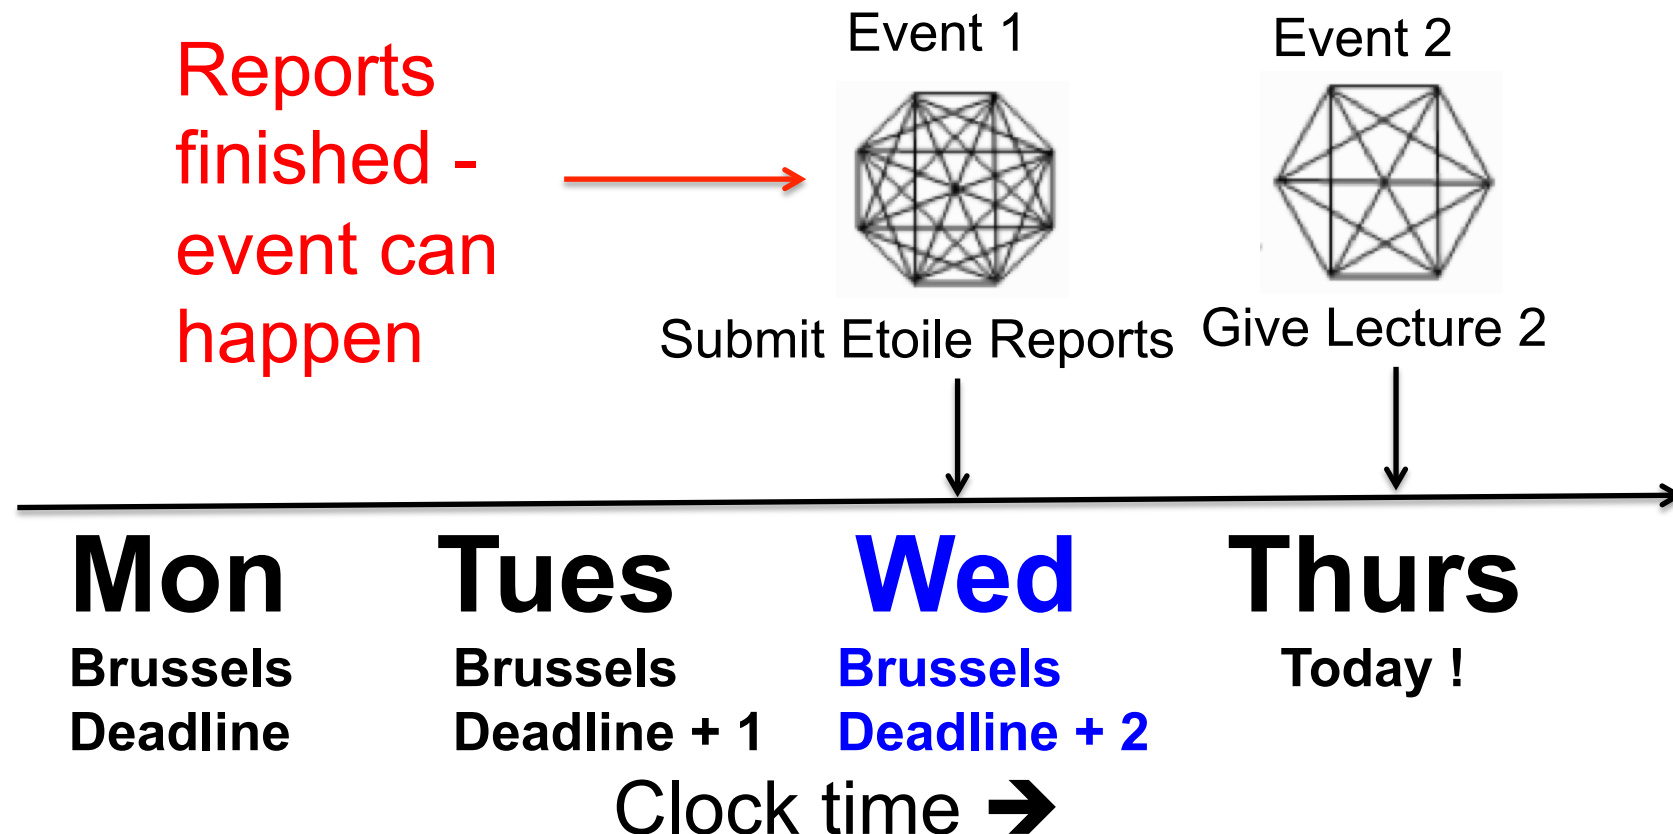 Reports
finished -
event can
happen
Event 1
Event 2
Submit Etoile Reports
Give Lecture 2
Mon
Tues
Wed
Thurs
Brussels
Deadline
Brussels
Deadline + 1
Brussels
Deadline + 2
Today !
Clock time ➔